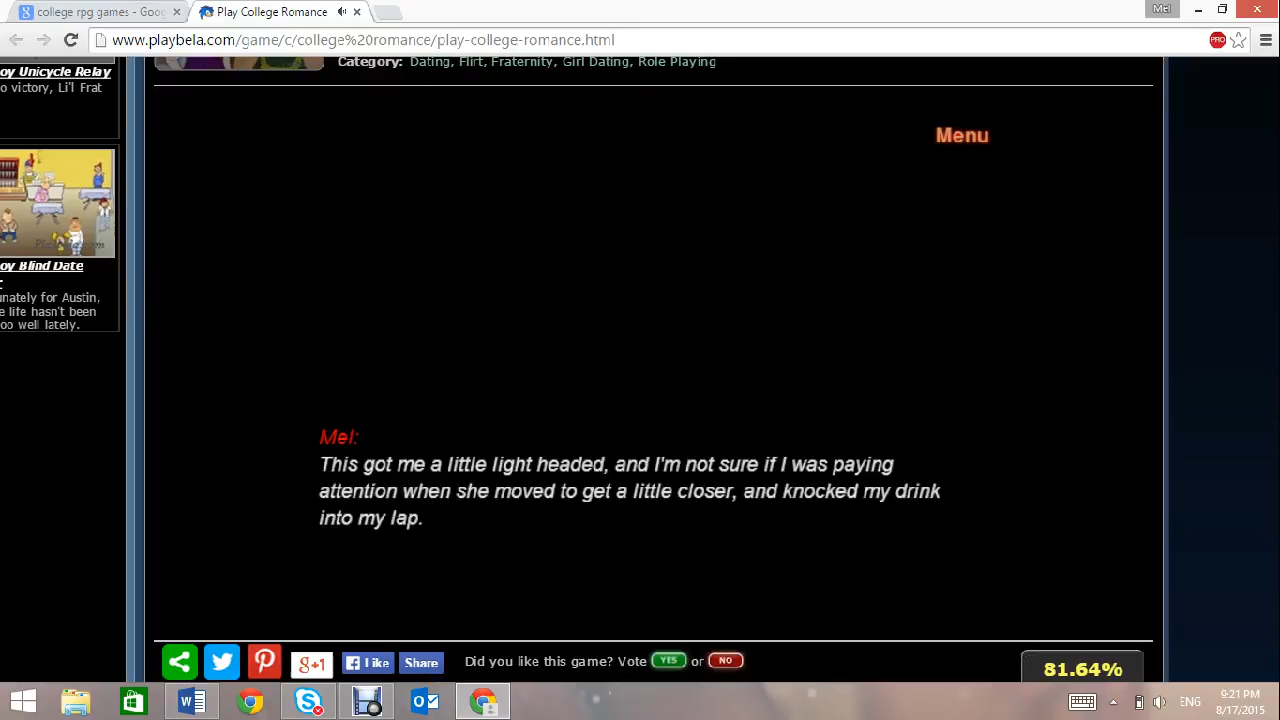 college rpg games - Goog
Play College Romance
Mel
www.playbela.com/game/c/college%20romance/play-college-romance.html
PRO
oy Unicycle Relay
o victory, Li'l Frat
Category: Dating, Flirt, Fraternity, Girl Dating, Role Playing
Menu
oy Blind Date
unately for Austin,
e life hasn't been
oo well lately.
Mel:
This got me a little light headed, and I'm not sure if I was paying
attention when she moved to get a little closer, and knocked my drink
into my lap.
g+1
Like
Share
Did you like this game? Vote YES or NO
81.64%
ENG
9:21 PM
8/17/2015